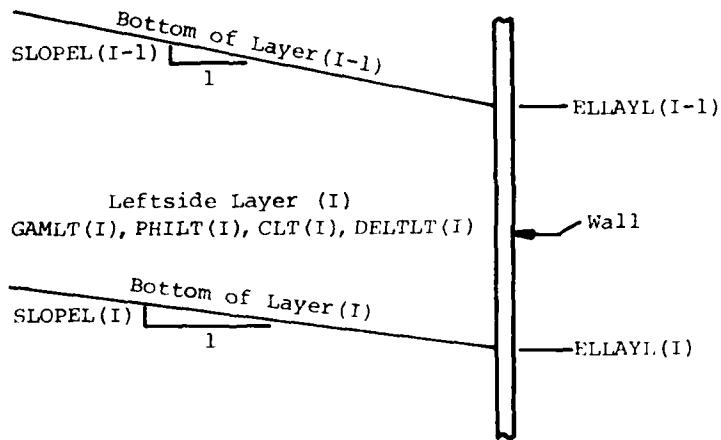 Bottom of Layer(I-1)
SLOPEL(I-1)
1
ELLAYL(I-1)
Leftside Layer (I)
GAMLT(I), PHILT(I), CLT(I), DELTLT(I)
Wall
Bottom of Layer(I)
SLOPEL(I)
1
ELLAYL(I)